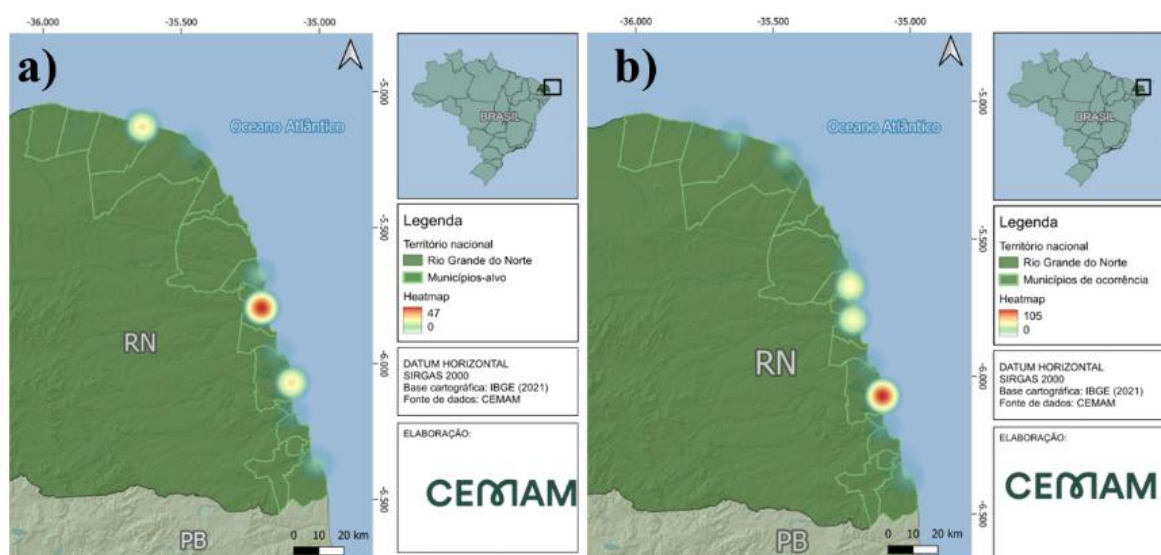 -36.000 -35.500 -35.000
a)
Oceano Atlântico
RN
PB
0 10 20 km
-5.000
-5.500
-6.000
-6.500
BRASIL
Legenda
Território nacional
Rio Grande do Norte
Municípios-alvo
Heatmap
47
0
DATUM HORIZONTAL
SIRGAS 2000
Base cartográfica: IBGE (2021)
Fonte de dados: CEMAM
ELABORAÇÃO:
CEMAM
-36.000 -35.500 -35.000
b)
Oceano Atlântico
RN
PB
0 10 20 km
-5.000
-5.500
-6.000
-6.500
BRASIL
Legenda
Território nacional
Rio Grande do Norte
Municípios de ocorrência
Heatmap
105
0
DATUM HORIZONTAL
SIRGAS 2000
Base cartográfica: IBGE (2021)
Fonte de dados: CEMAM
ELABORAÇÃO:
CEMAM